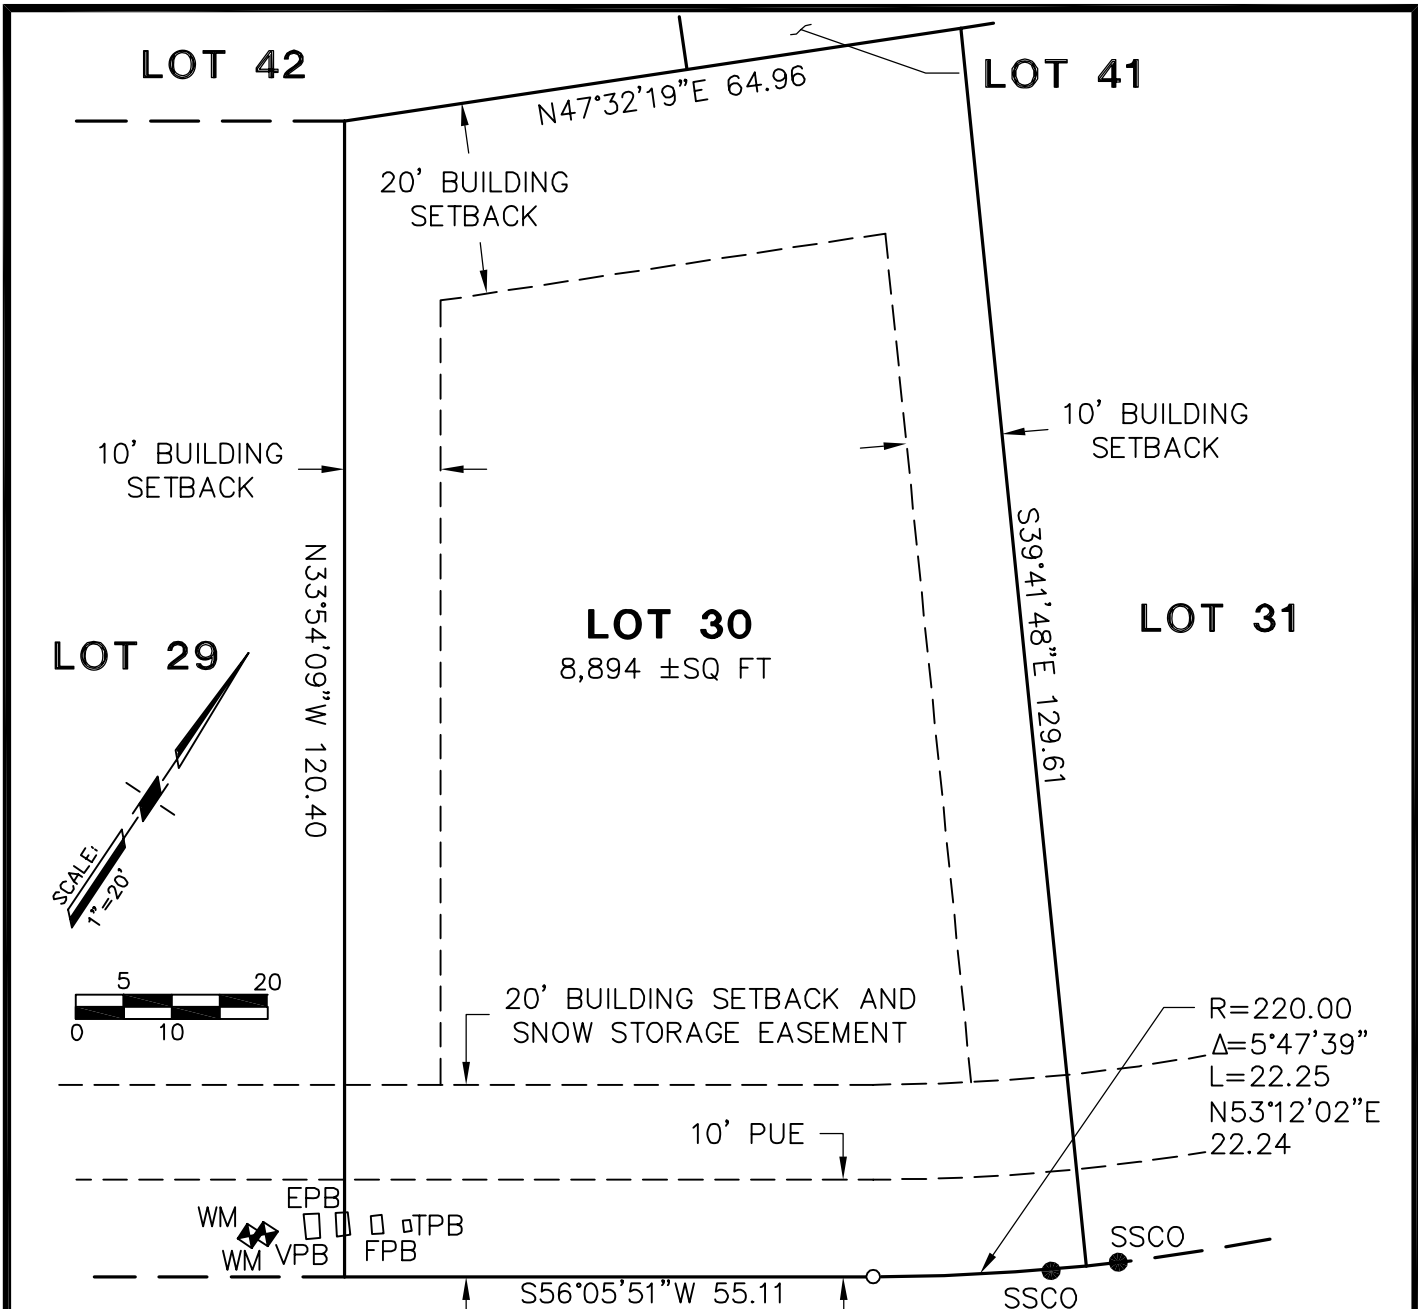 LOT 42
LOT 41
N47°32'19"E 64.96
20' BUILDING
SETBACK
10' BUILDING
SETBACK
10' BUILDING
SETBACK
N33°54'09"W 120.40
S39°41'48"E 129.61
LOT 30
8,894 ±SQ FT
LOT 31
LOT 29
SCALE:
1"=20'
5
20
0
10
20' BUILDING SETBACK AND
SNOW STORAGE EASEMENT
R=220.00
Δ=5°47'39"
L=22.25
N53°12'02"E
22.24
10' PUE
EPB
WM
TPB
WM
VPB
FPB
SSCO
SSCO
S56°05'51"W 55.11